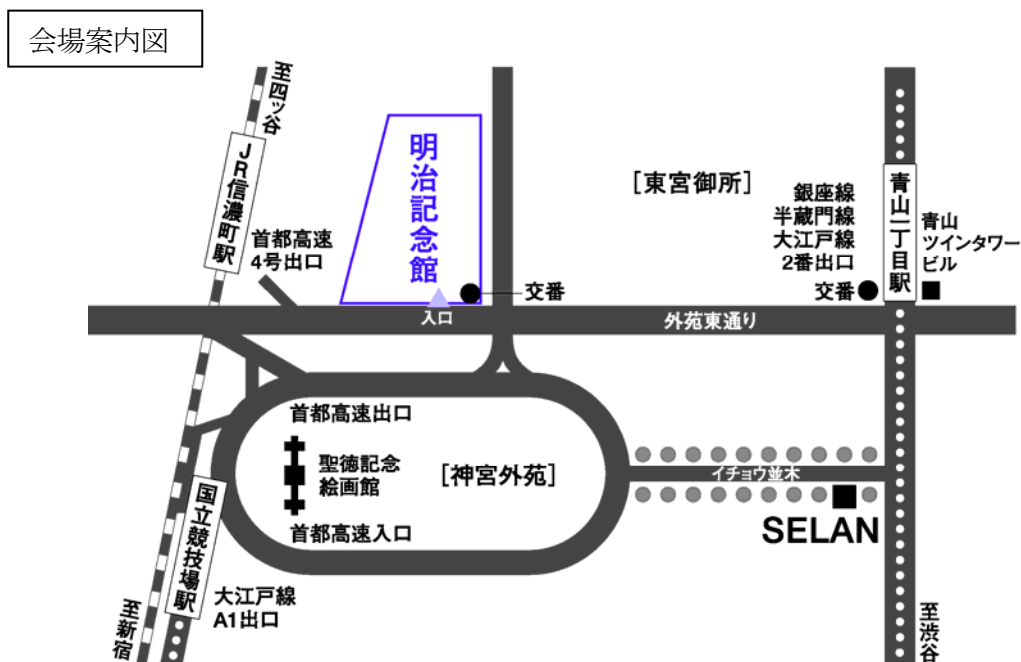 会場案内図
至四ッ谷
JR信濃町駅
首都高速
4号出口
明治記念館
入口
交番
[東宮御所]
銀座線
半蔵門線
大江戸線
2番出口
交番
青山一丁目駅
青山
ツインタワー
ビル
外苑東通り
首都高速出口
聖徳記念
絵画館
[神宮外苑]
首都高速入口
イチョウ並木
SELAN
国立競技場駅
大江戸線
A1出口
至新宿
至渋谷